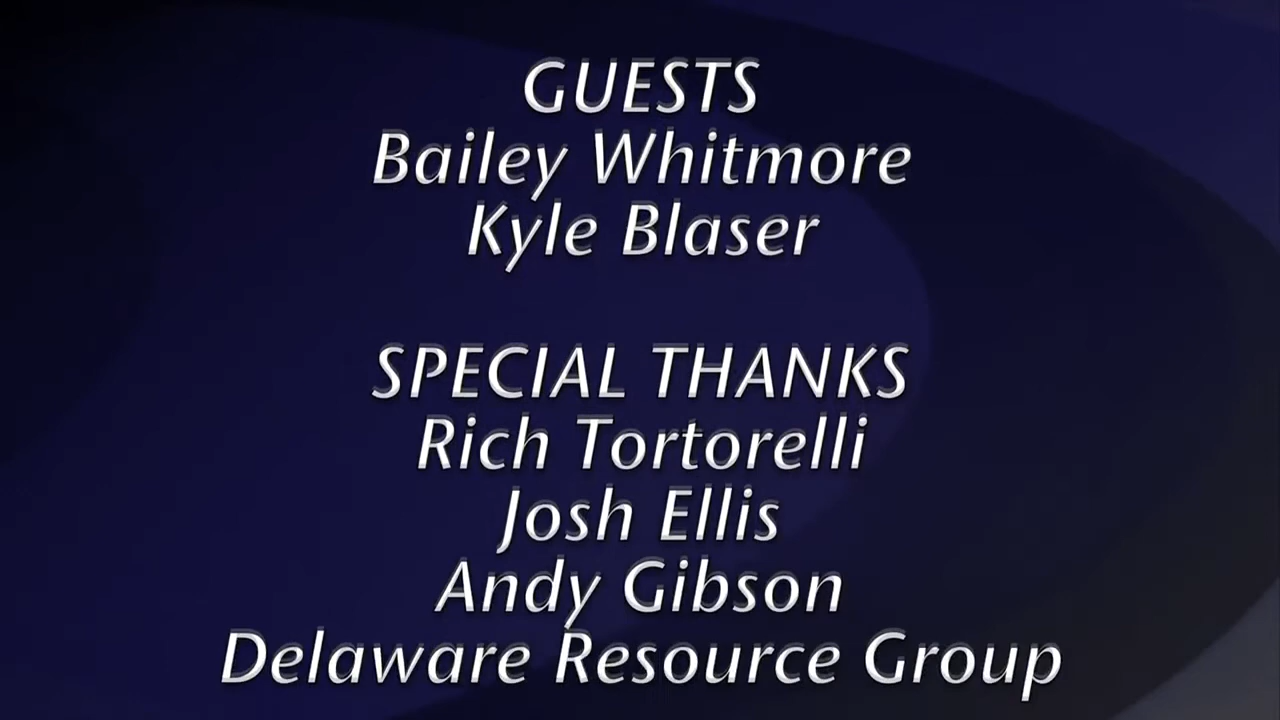 GUESTS
Bailey Whitmore
Kyle Blaser
SPECIAL THANKS
Rich Tortorelli
Josh Ellis
Andy Gibson
Delaware Resource Group